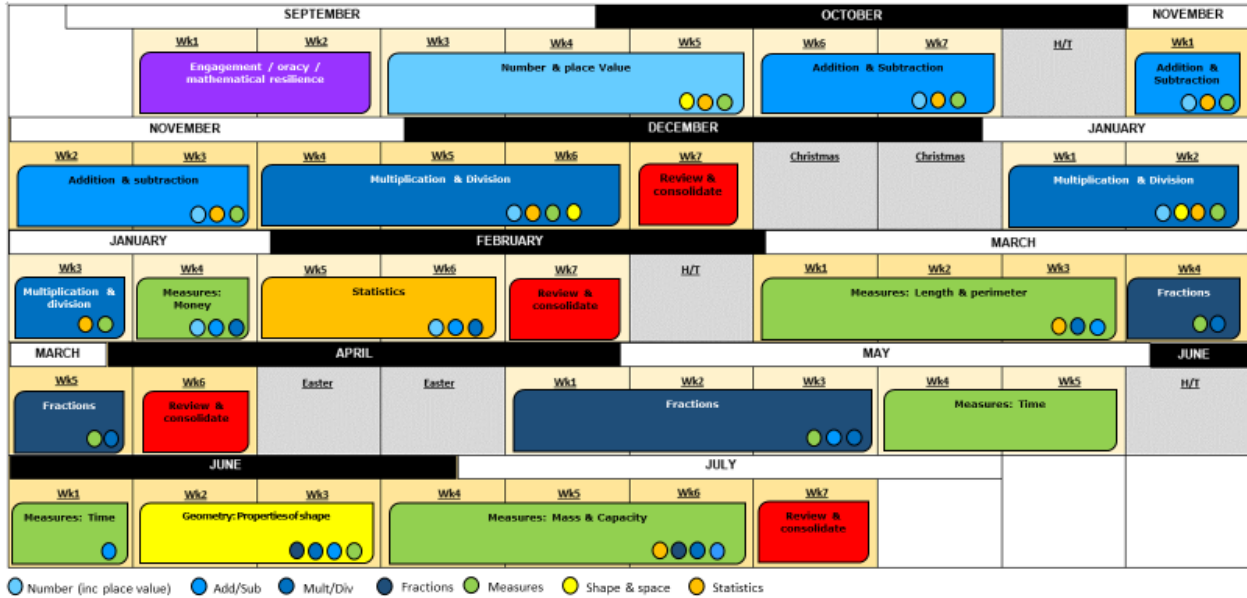 SEPTEMBER OCTOBER NOVEMBER
Wk1 Wk2 Wk3 Wk4 Wk5 Wk6 Wk7 H/T Wk1
Engagement / oracy /
mathematical resilience
Number & place Value
Addition & Subtraction
Addition &
Subtraction
NOVEMBER DECEMBER JANUARY
Wk2 Wk3 Wk4 Wk5 Wk6 Wk7 Christmas Christmas Wk1 Wk2
Addition & subtraction
Multiplication & Division
Review &
consolidate
Multiplication & Division
JANUARY FEBRUARY MARCH
Wk3 Wk4 Wk5 Wk6 Wk7 H/T Wk1 Wk2 Wk3 Wk4
Multiplication &
division
Measures:
Money
Statistics
Review &
consolidate
Measures: Length & perimeter
Fractions
MARCH APRIL MAY JUNE
Wk5 Wk6 Easter Easter Wk1 Wk2 Wk3 Wk4 Wk5 H/T
Fractions
Review &
consolidate
Fractions
Measures: Time
JUNE JULY
Wk1 Wk2 Wk3 Wk4 Wk5 Wk6 Wk7
Measures: Time
Geometry: Properties of shape
Measures: Mass & Capacity
Review &
consolidate
Number (inc place value) Add/Sub Mult/Div Fractions Measures Shape & space Statistics